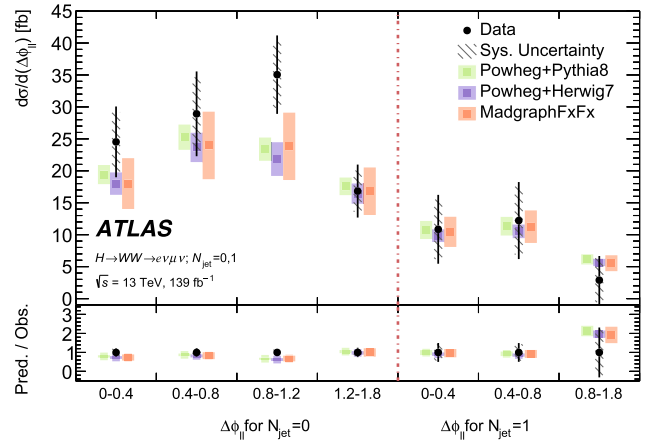 dσ/d(Δϕ||) [fb]
45
40
35
30
25
20
15
10
5
0
Data
Sys. Uncertainty
Powheg+Pythia8
Powheg+Herwig7
MadgraphFxFx
ATLAS
H→WW→eνμν; Njet=0,1
√s = 13 TeV, 139 fb⁻¹
Pred. / Obs.
3
2
1
0
0-0.4 0.4-0.8 0.8-1.2 1.2-1.8 0-0.4 0.4-0.8 0.8-1.8
Δϕ|| for Njet=0 Δϕ|| for Njet=1